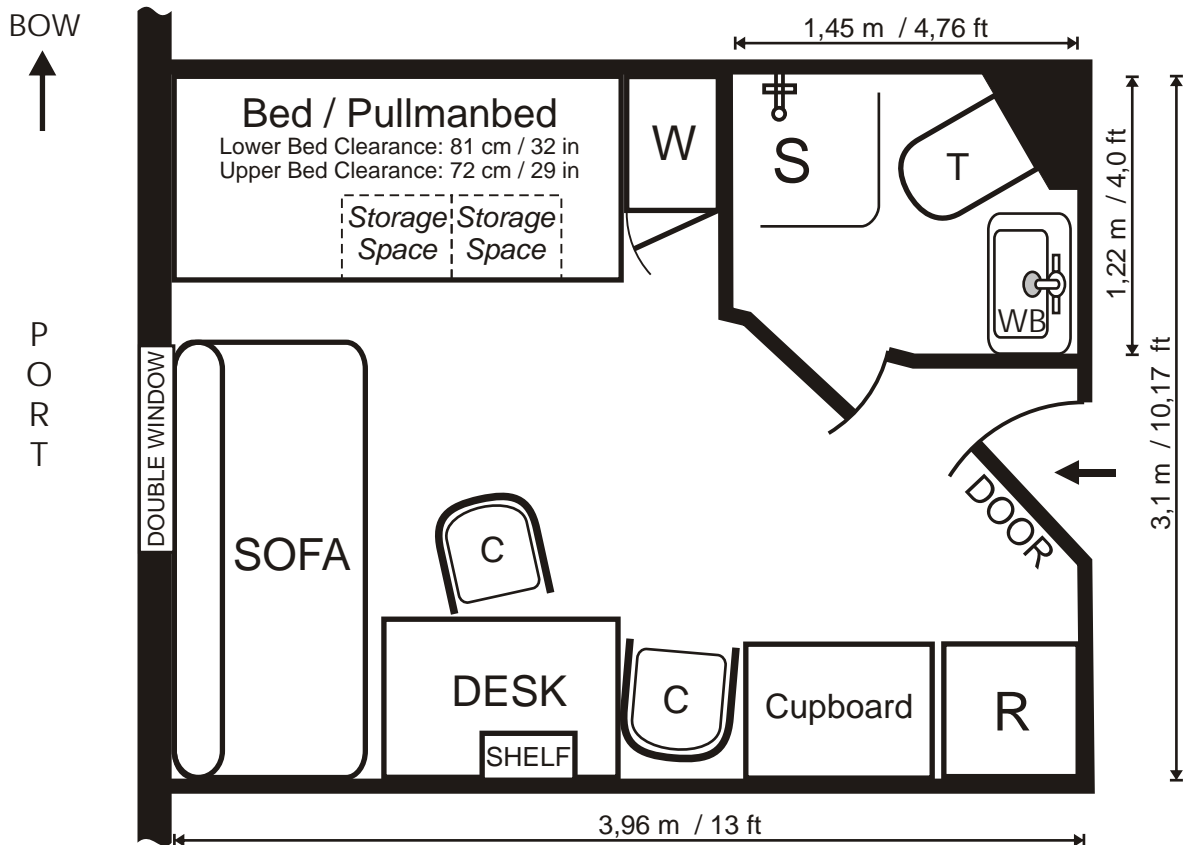 BOW
1,45 m / 4,76 ft
Bed / Pullmanbed
Lower Bed Clearance: 81 cm / 32 in
Upper Bed Clearance: 72 cm / 29 in
Storage Space
Storage Space
W
S
T
WB
1,22 m / 4,0 ft
3,1 m / 10,17 ft
PORT
DOUBLE WINDOW
SOFA
C
DOOR
DESK
SHELF
C
Cupboard
R
3,96 m / 13 ft